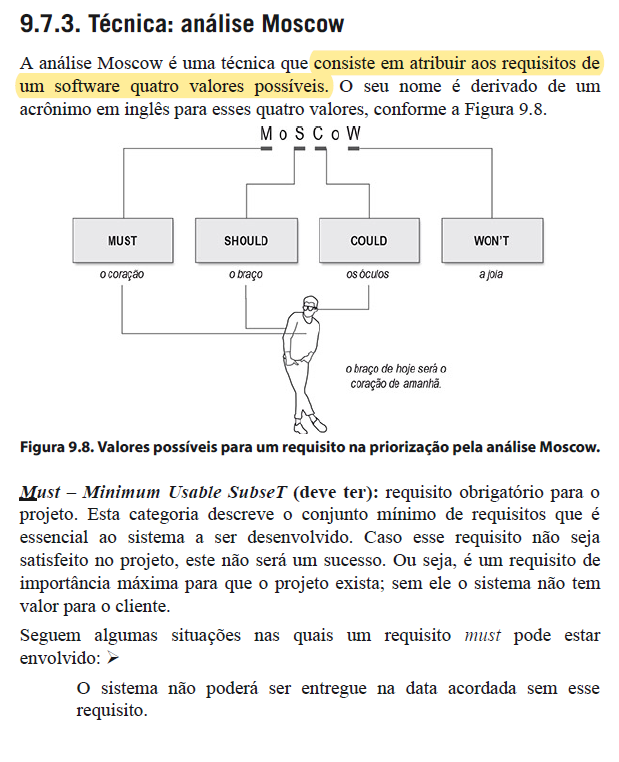 9.7.3. Técnica: análise Moscow
A análise Moscow é uma técnica que consiste em atribuir aos requisitos de
um software quatro valores possíveis. O seu nome é derivado de um
acrônimo em inglês para esses quatro valores, conforme a Figura 9.8.
M o S C o W
MUST SHOULD COULD WON'T
o coração o braço os óculos a joia
o braço de hoje será o
coração de amanhã.
Figura 9.8. Valores possíveis para um requisito na priorização pela análise Moscow.
Must – Minimum Usable SubseT (deve ter): requisito obrigatório para o
projeto. Esta categoria descreve o conjunto mínimo de requisitos que é
essencial ao sistema a ser desenvolvido. Caso esse requisito não seja
satisfeito no projeto, este não será um sucesso. Ou seja, é um requisito de
importância máxima para que o projeto exista; sem ele o sistema não tem
valor para o cliente.
Seguem algumas situações nas quais um requisito must pode estar
envolvido: ➢
O sistema não poderá ser entregue na data acordada sem esse
requisito.